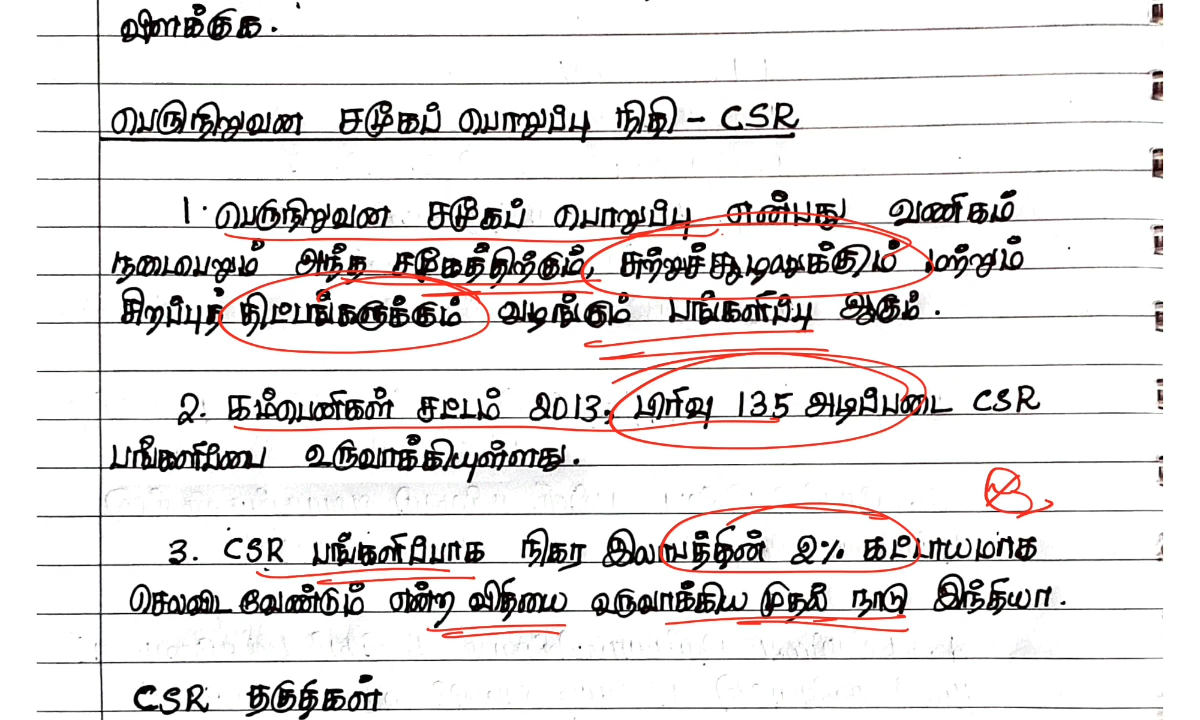 விளக்குக.
பெருநிறுவன சமூகப் பொறுப்பு நிதி - CSR
1. பெருநிறுவன சமூகப் பொறுப்பு என்பது வணிகம்
நடைபெறும் அந்த சமூகத்திற்கும், சுற்றுச்சூழலுக்கும் மற்றும்
சிறப்புத் திட்டங்களுக்கும் வழங்கும் பங்களிப்பு ஆகும்.
2. கம்பெனிகள் சட்டம் 2013, பிரிவு 135 அடிப்படை CSR
பங்களிப்பை உருவாக்கியுள்ளது.
3. CSR பங்களிப்பாக நிகர இலாபத்தின் 2% கட்டாயமாக
செலவிட வேண்டும் என்ற விதியை உருவாக்கிய முதல் நாடு இந்தியா.
CSR தகுதிகள்